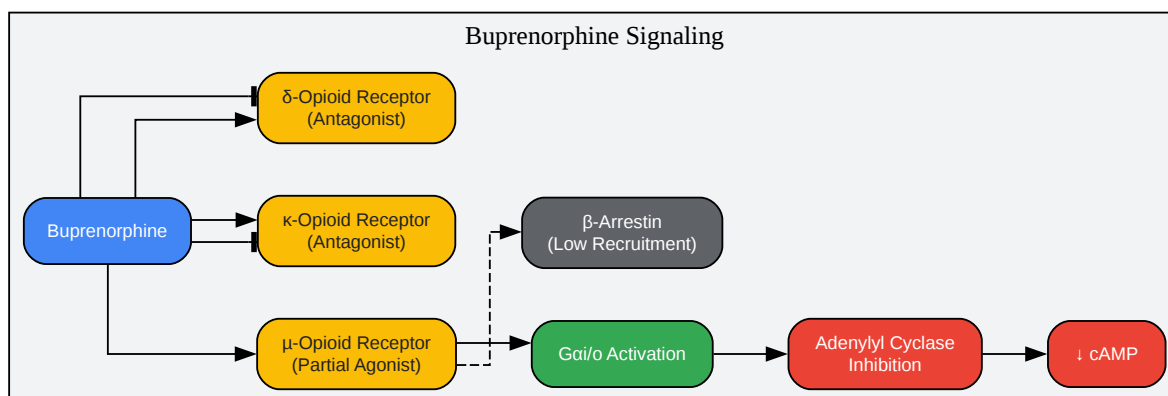 Buprenorphine Signaling
δ-Opioid Receptor
(Antagonist)
Buprenorphine
κ-Opioid Receptor
(Antagonist)
β-Arrestin
(Low Recruitment)
μ-Opioid Receptor
(Partial Agonist)
Gαi/o Activation
Adenylyl Cyclase
Inhibition
↓ cAMP